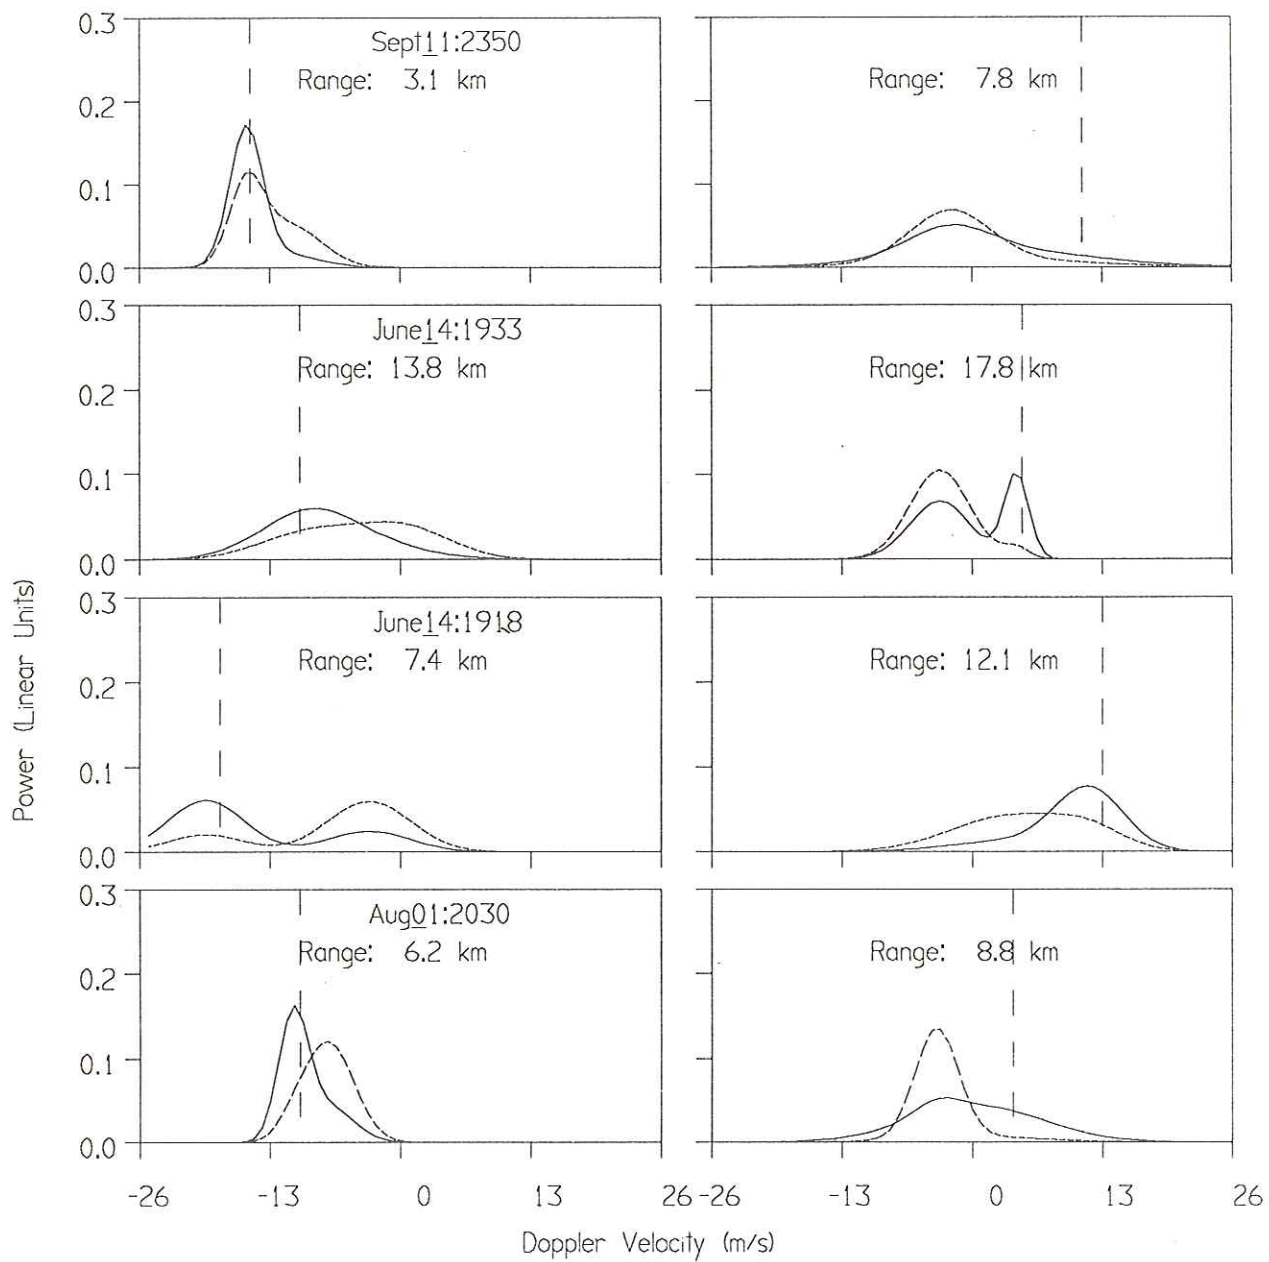 0.3
0.2
0.1
0.0
Sept11:2350
Range: 3.1 km
Range: 7.8 km
0.3
0.2
0.1
0.0
June14:1933
Range: 13.8 km
Range: 17.8 km
0.3
0.2
0.1
0.0
June14:1918
Range: 7.4 km
Range: 12.1 km
0.3
0.2
0.1
0.0
Aug01:2030
Range: 6.2 km
Range: 8.8 km
-26 -13 0 13 26
-26 -13 0 13 26
Doppler Velocity (m/s)
Power (Linear Units)